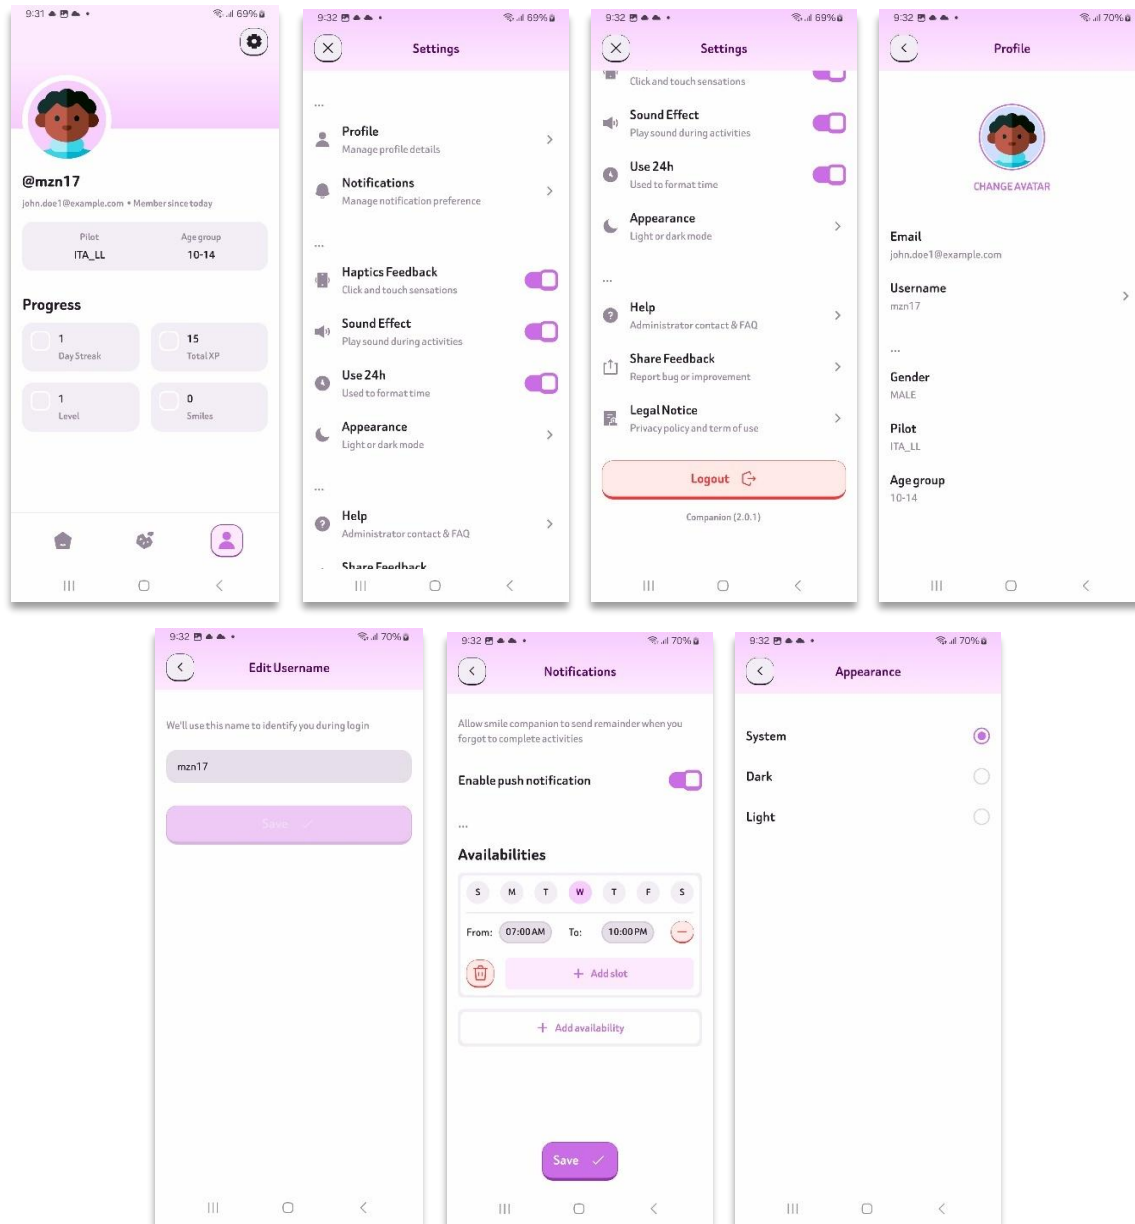 9:31
69%
@mzn17
john.doe1@example.com • Member since today
Pilot
Age group
ITA_LL
10-14
Progress
1
Day Streak
15
Total XP
1
Level
0
Smiles
9:32
69%
Settings
...
Profile
Manage profile details
Notifications
Manage notification preference
...
Haptics Feedback
Click and touch sensations
Sound Effect
Play sound during activities
Use 24h
Used to format time
Appearance
Light or dark mode
...
Help
Administrator contact & FAQ
Share Feedback
9:32
69%
Settings
Click and touch sensations
Sound Effect
Play sound during activities
Use 24h
Used to format time
Appearance
Light or dark mode
...
Help
Administrator contact & FAQ
Share Feedback
Report bug or improvement
Legal Notice
Privacy policy and term of use
Logout
Companion (2.0.1)
9:32
70%
Profile
CHANGE AVATAR
Email
john.doe1@example.com
Username
mzn17
...
Gender
MALE
Pilot
ITA_LL
Age group
10-14
9:32
70%
Edit Username
We'll use this name to identify you during login
mzn17
Save
9:32
70%
Notifications
Allow smile companion to send remainder when you
forgot to complete activities
Enable push notification
...
Availabilities
S M T W T F S
From: 07:00 AM To: 10:00 PM
+ Add slot
+ Add availability
Save
9:32
70%
Appearance
System
Dark
Light